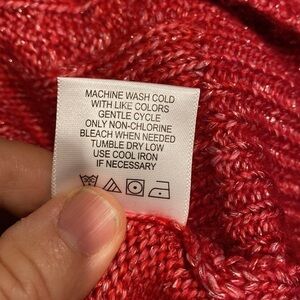 MACHINE WASH COLD
WITH LIKE COLORS
GENTLE CYCLE
ONLY NON-CHLORINE
BLEACH WHEN NEEDED
TUMBLE DRY LOW
USE COOL IRON
IF NECESSARY